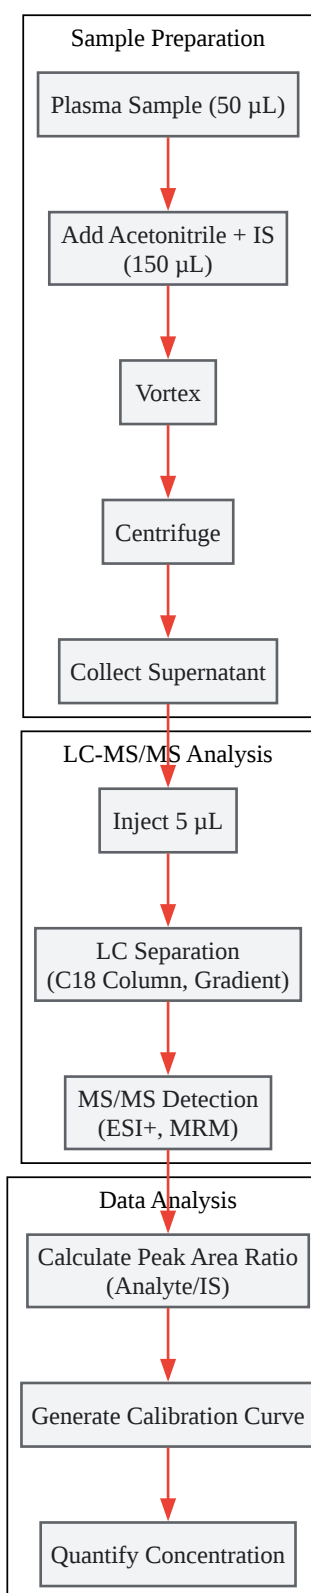 Sample Preparation
Plasma Sample (50 µL)
Add Acetonitrile + IS
(150 µL)
Vortex
Centrifuge
Collect Supernatant
LC-MS/MS Analysis
Inject 5 µL
LC Separation
(C18 Column, Gradient)
MS/MS Detection
(ESI+, MRM)
Data Analysis
Calculate Peak Area Ratio
(Analyte/IS)
Generate Calibration Curve
Quantify Concentration